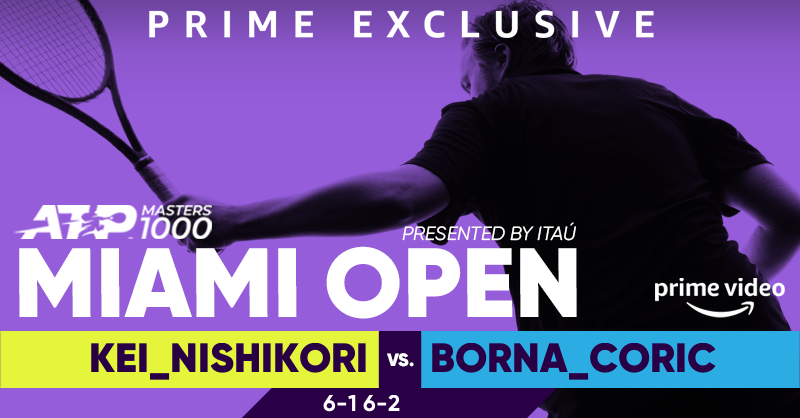 PRIME EXCLUSIVE
ATP MASTERS
1000
PRESENTED BY ITAÚ
MIAMI OPEN
prime video
KEI_NISHIKORI vs. BORNA_CORIC
6-1 6-2